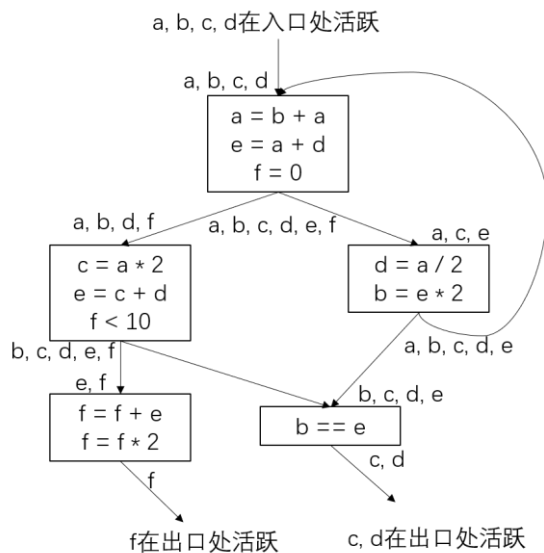 a, b, c, d在入口处活跃
a, b, c, d
a = b + a
e = a + d
f = 0
a, b, d, f
a, b, c, d, e, f
a, c, e
c = a * 2
e = c + d
f < 10
d = a / 2
b = e * 2
b, c, d, e, f
a, b, c, d, e
e, f
b, c, d, e
f = f + e
f = f * 2
b == e
f
c, d
f在出口处活跃
c, d在出口处活跃